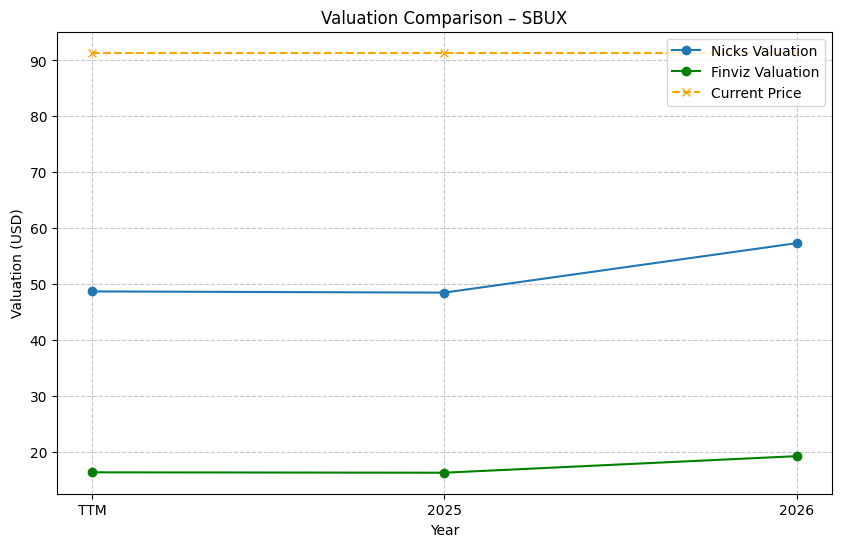 Valuation Comparison – SBUX
Nicks Valuation
Finviz Valuation
Current Price
Valuation (USD)
90
80
70
60
50
40
30
20
TTM
2025
2026
Year